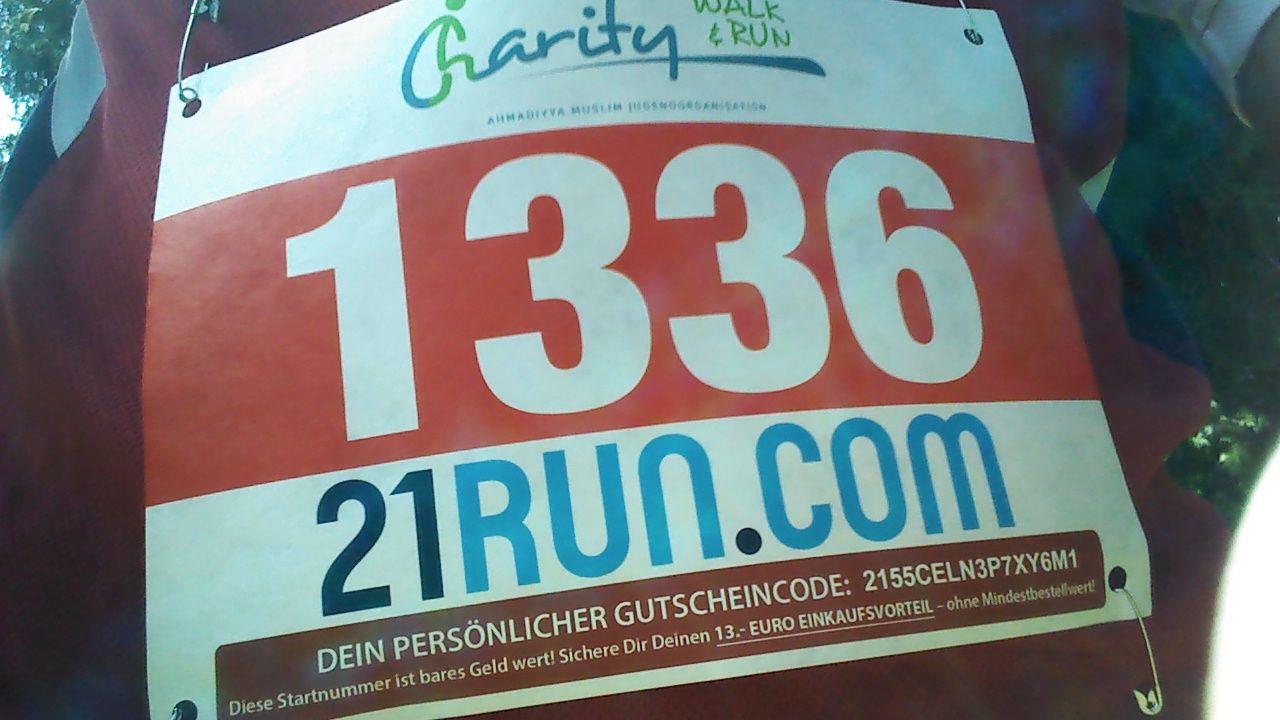 Charity WALK
& RUN
AHMADIYYA MUSLIM JUGENDORGANISATION
1336
21RUN.COM
DEIN PERSÖNLICHER GUTSCHEINCODE: 2155CELN3P7XY6M1
Diese Startnummer ist bares Geld wert! Sichere Dir Deinen 13.- EURO EINKAUFSVORTEIL – ohne Mindestbestellwert!